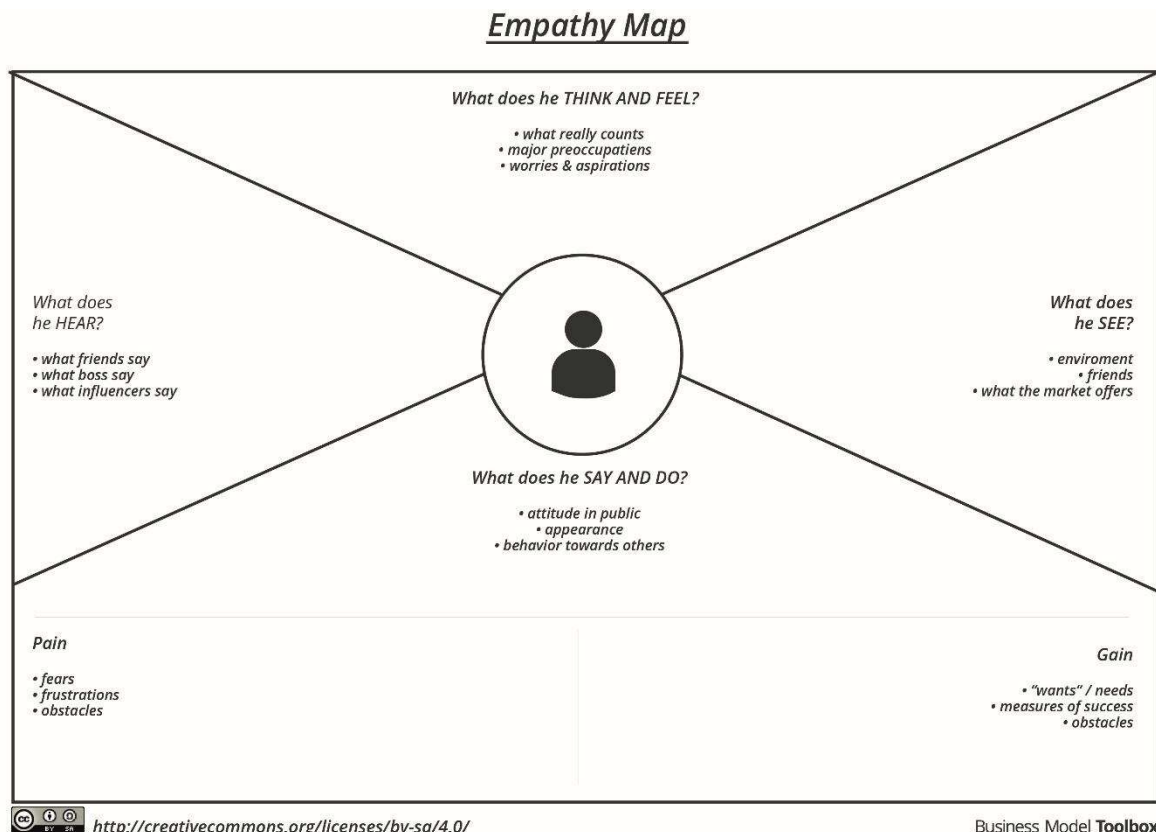 Empathy Map
What does he THINK AND FEEL?
• what really counts
• major preoccupatiens
• worries & aspirations
What does
he HEAR?
• what friends say
• what boss say
• what influencers say
What does
he SEE?
• enviroment
• friends
• what the market offers
What does he SAY AND DO?
• attitude in public
• appearance
• behavior towards others
Pain
• fears
• frustrations
• obstacles
Gain
• “wants” / needs
• measures of success
• obstacles
cc BY SA
http://creativecommons.org/licenses/by-sa/4.0/
Business Model Toolbox